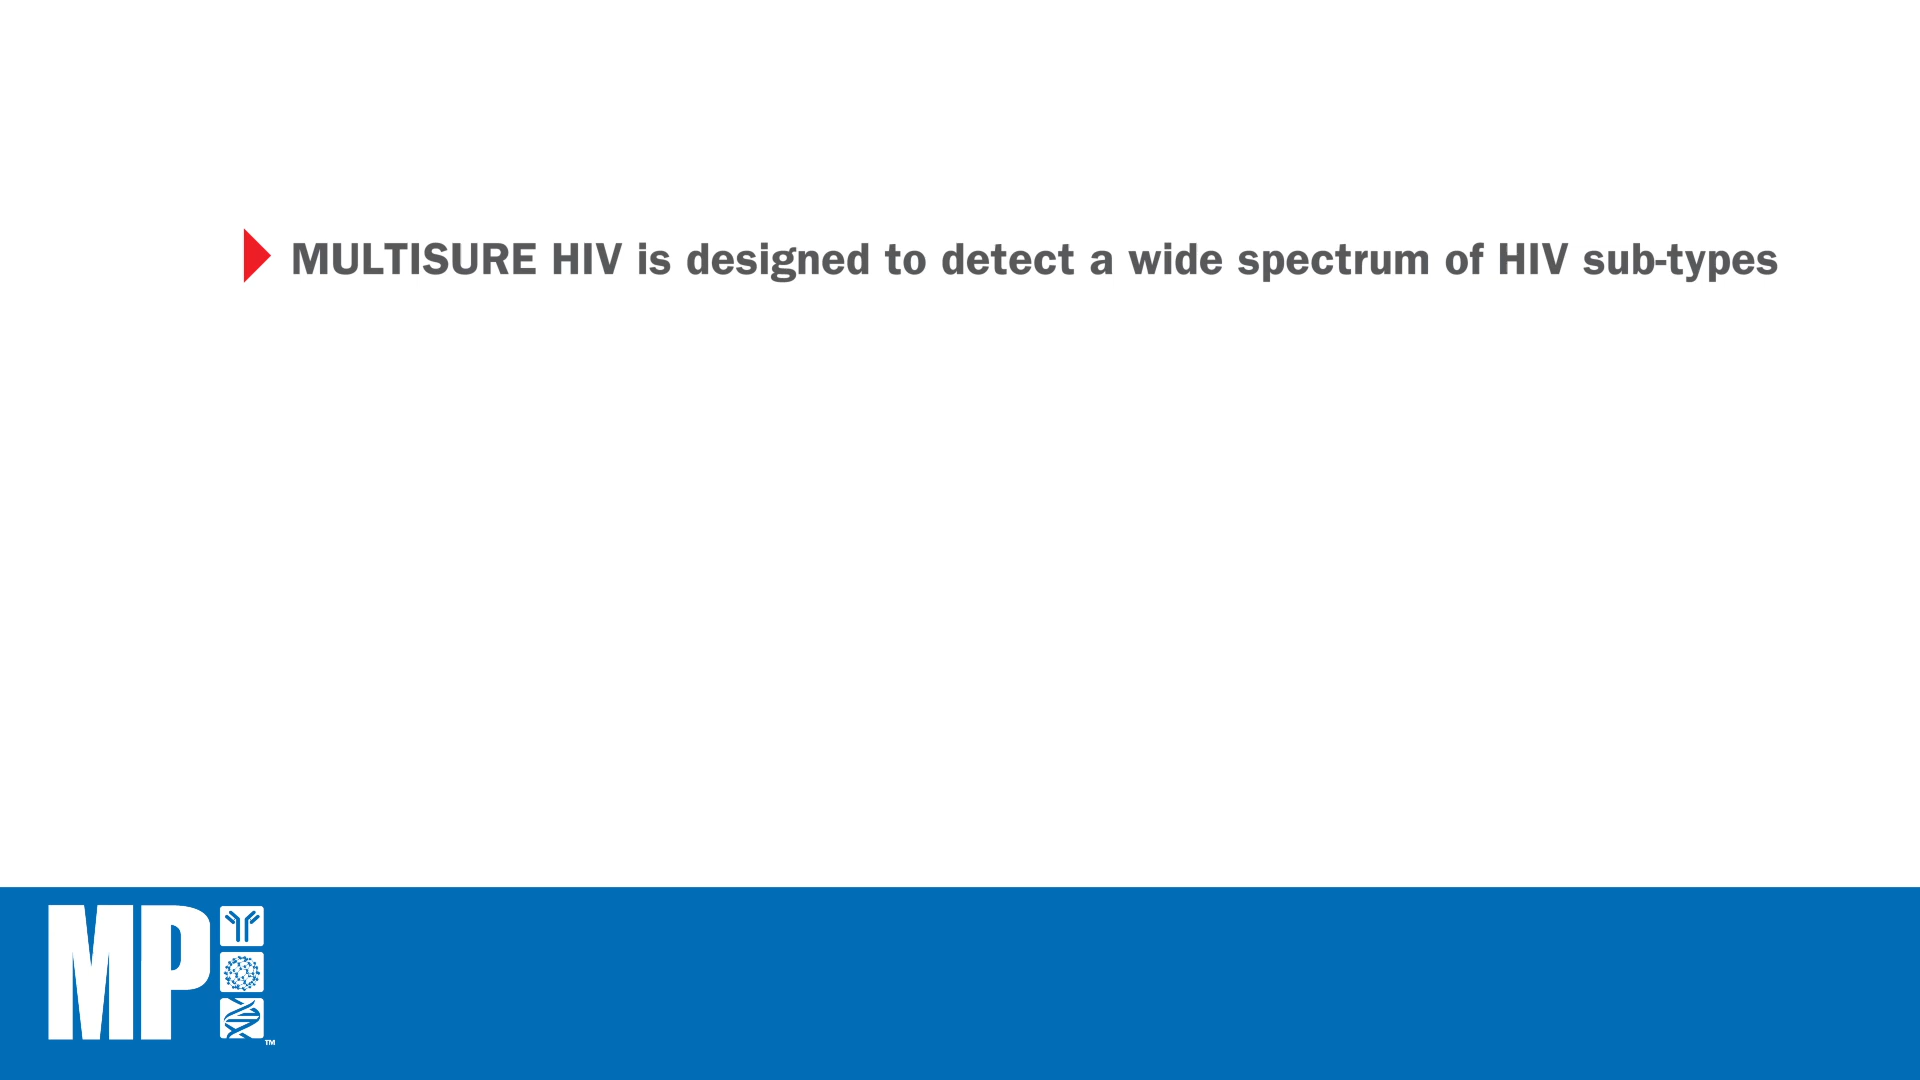 MULTISURE HIV is designed to detect a wide spectrum of HIV sub-types
MP
TM